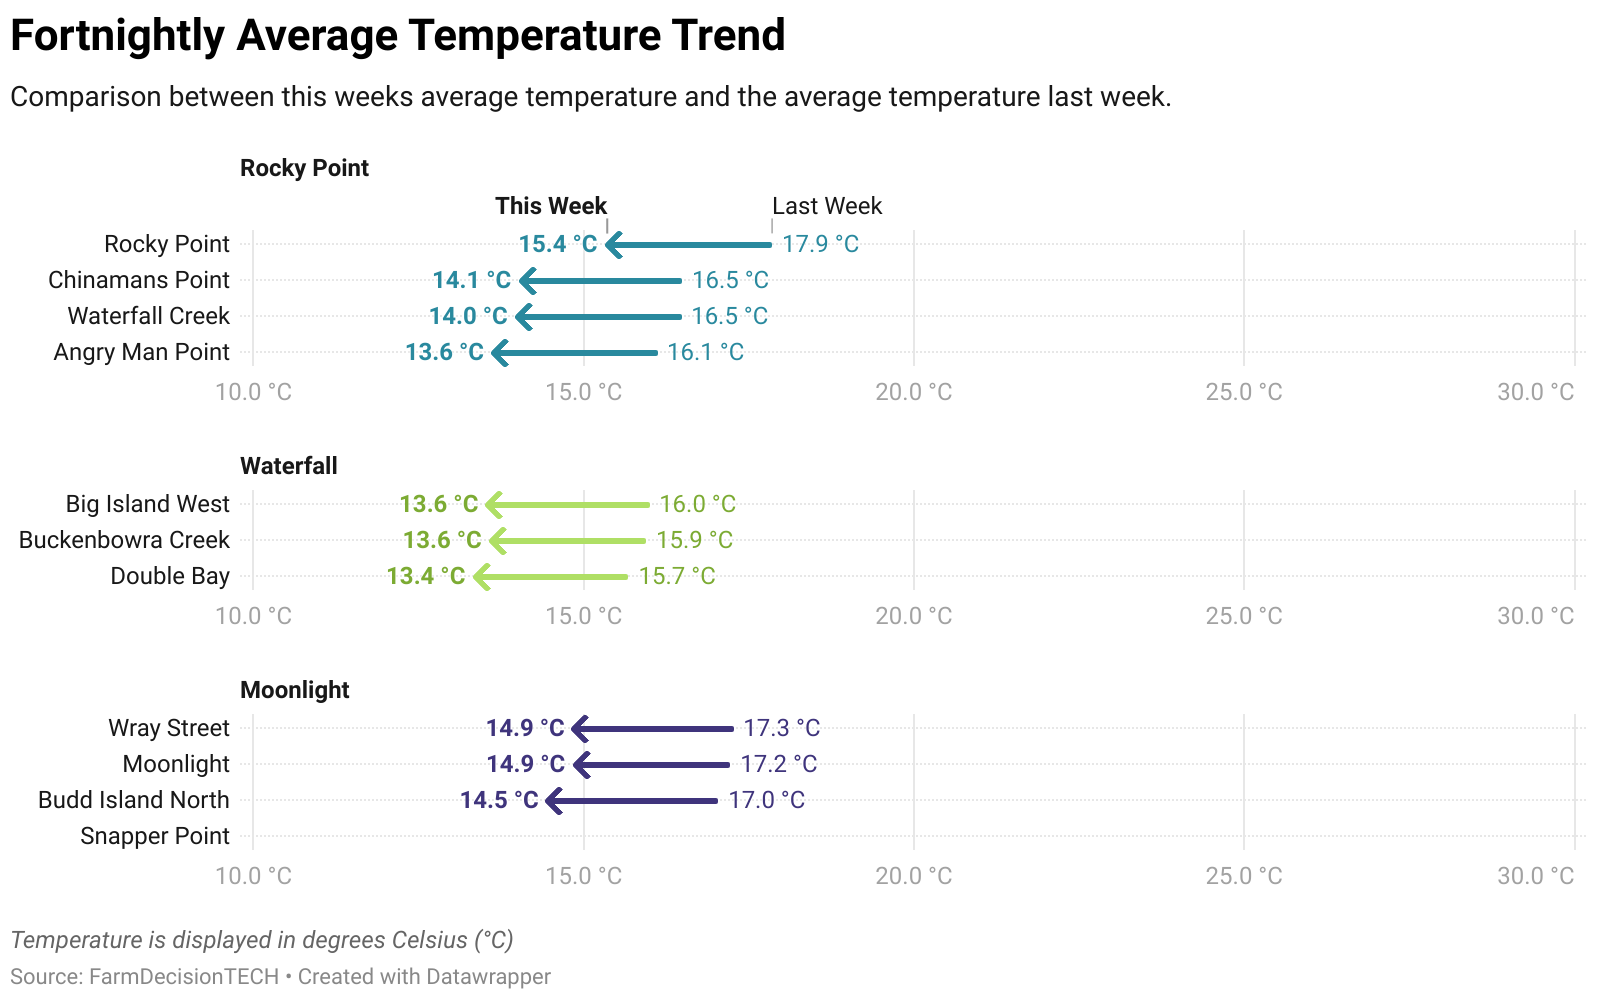 Fortnightly Average Temperature Trend
Comparison between this weeks average temperature and the average temperature last week.
Rocky Point
This Week Last Week
Rocky Point 15.4 °C 17.9 °C
Chinamans Point 14.1 °C 16.5 °C
Waterfall Creek 14.0 °C 16.5 °C
Angry Man Point 13.6 °C 16.1 °C
10.0 °C 15.0 °C 20.0 °C 25.0 °C 30.0 °C
Waterfall
Big Island West 13.6 °C 16.0 °C
Buckenbowra Creek 13.6 °C 15.9 °C
Double Bay 13.4 °C 15.7 °C
10.0 °C 15.0 °C 20.0 °C 25.0 °C 30.0 °C
Moonlight
Wray Street 14.9 °C 17.3 °C
Moonlight 14.9 °C 17.2 °C
Budd Island North 14.5 °C 17.0 °C
Snapper Point
10.0 °C 15.0 °C 20.0 °C 25.0 °C 30.0 °C
Temperature is displayed in degrees Celsius (°C)
Source: FarmDecisionTECH • Created with Datawrapper